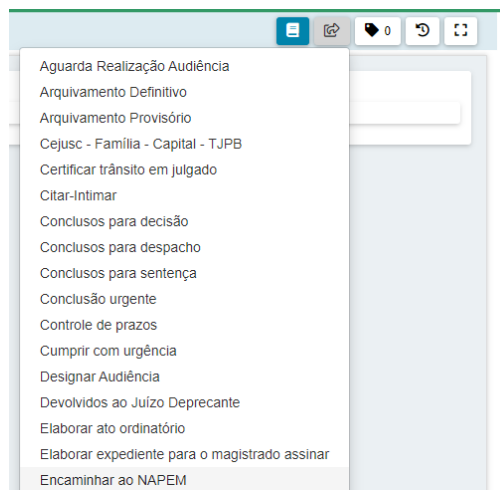 0
Aguarda Realização Audiência
Arquivamento Definitivo
Arquivamento Provisório
Cejusc - Família - Capital - TJPB
Certificar trânsito em julgado
Citar-Intimar
Conclusos para decisão
Conclusos para despacho
Conclusos para sentença
Conclusão urgente
Controle de prazos
Cumprir com urgência
Designar Audiência
Devolvidos ao Juízo Deprecante
Elaborar ato ordinatório
Elaborar expediente para o magistrado assinar
Encaminhar ao NAPEM